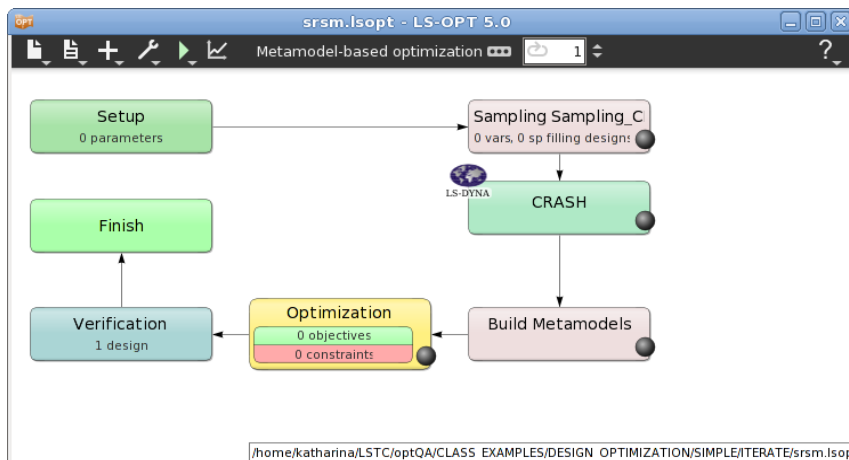 OPT
srsm.lsopt - LS-OPT 5.0
Metamodel-based optimization
1
?
Setup
0 parameters
Sampling Sampling_C
0 vars, 0 sp filling designs
LS-DYNA
CRASH
Finish
Verification
1 design
Optimization
0 objectives
0 constraints
Build Metamodels
/home/katharina/LSTC/optQA/CLASS_EXAMPLES/DESIGN_OPTIMIZATION/SIMPLE/ITERATE/srsm.lsop